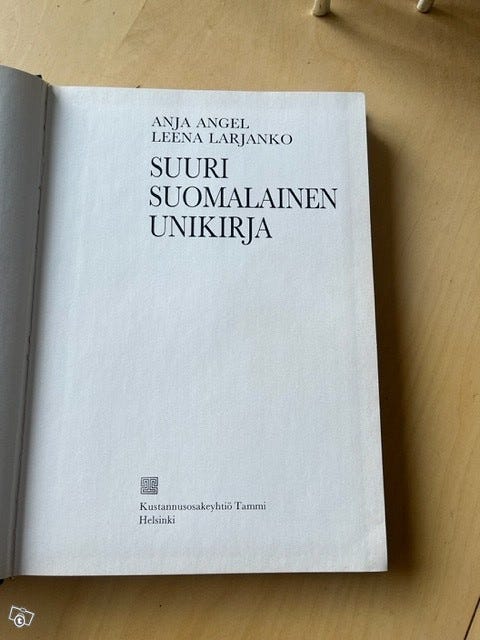 ANJA ANGEL
LEENA LARJANKO
SUURI
SUOMALAINEN
UNIKIRJA
Kustannusosakeyhtiö Tammi
Helsinki